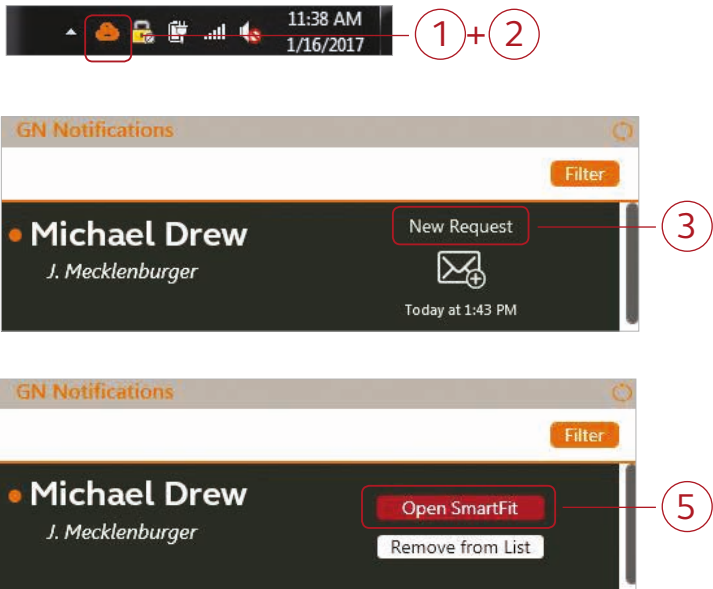 11:38 AM
1/16/2017
1+2
GN Notifications
Filter
Michael Drew
J. Mecklenburger
New Request
Today at 1:43 PM
3
GN Notifications
Filter
Michael Drew
J. Mecklenburger
Open SmartFit
Remove from List
5